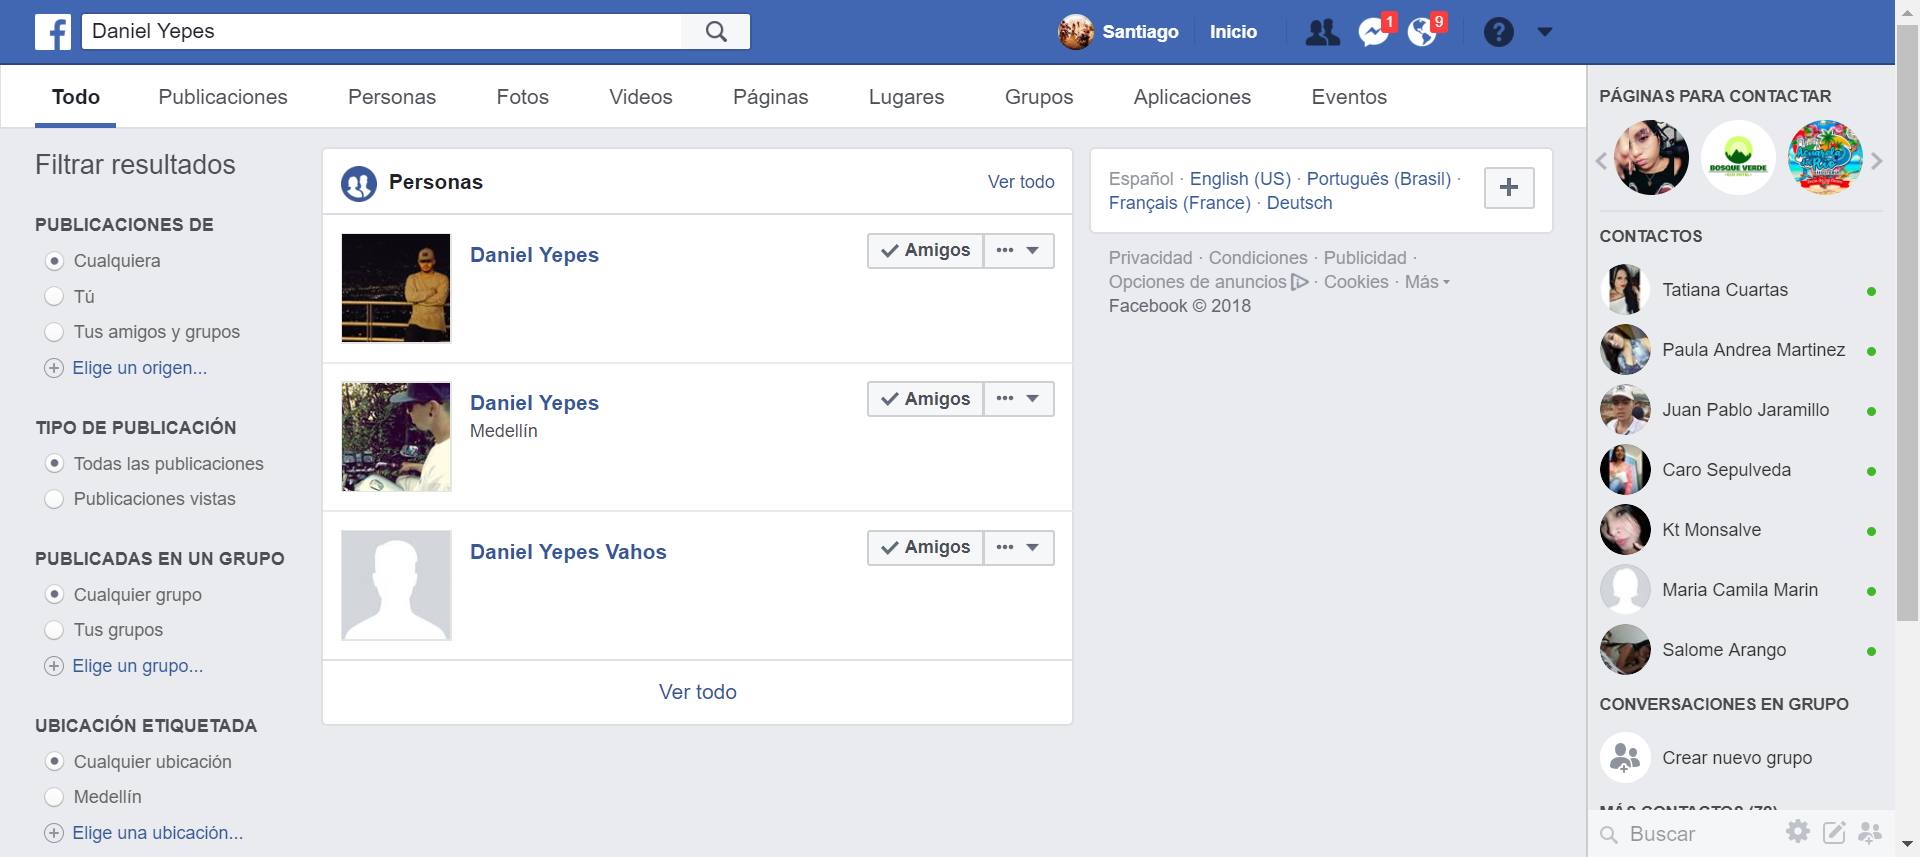 Daniel Yepes
Santiago
Inicio
1
9
Todo
Publicaciones
Personas
Fotos
Videos
Páginas
Lugares
Grupos
Aplicaciones
Eventos
Filtrar resultados
PUBLICACIONES DE
Cualquiera
Tú
Tus amigos y grupos
Elige un origen...
TIPO DE PUBLICACIÓN
Todas las publicaciones
Publicaciones vistas
PUBLICADAS EN UN GRUPO
Cualquier grupo
Tus grupos
Elige un grupo...
UBICACIÓN ETIQUETADA
Cualquier ubicación
Medellín
Elige una ubicación...
Personas
Ver todo
Daniel Yepes
Amigos
Daniel Yepes
Medellín
Amigos
Daniel Yepes Vahos
Amigos
Ver todo
Español · English (US) · Português (Brasil) ·
Français (France) · Deutsch
Privacidad · Condiciones · Publicidad ·
Opciones de anuncios · Cookies · Más
Facebook © 2018
PÁGINAS PARA CONTACTAR
BOSQUE VERDE
CONTACTOS
Tatiana Cuartas
Paula Andrea Martinez
Juan Pablo Jaramillo
Caro Sepulveda
Kt Monsalve
Maria Camila Marin
Salome Arango
CONVERSACIONES EN GRUPO
Crear nuevo grupo
MÁS CONTACTOS
Buscar